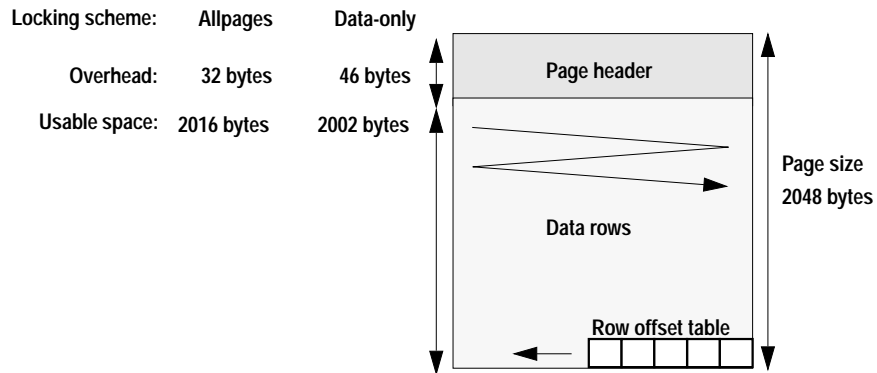 Locking scheme: Allpages Data-only
Overhead: 32 bytes 46 bytes
Page header
Usable space: 2016 bytes 2002 bytes
Page size
2048 bytes
Data rows
Row offset table